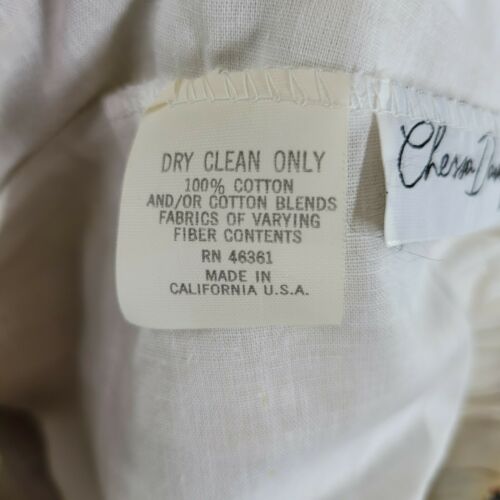 DRY CLEAN ONLY
100% COTTON
AND/OR COTTON BLENDS
FABRICS OF VARYING
FIBER CONTENTS
RN 46361
MADE IN
CALIFORNIA U.S.A.
Chessa